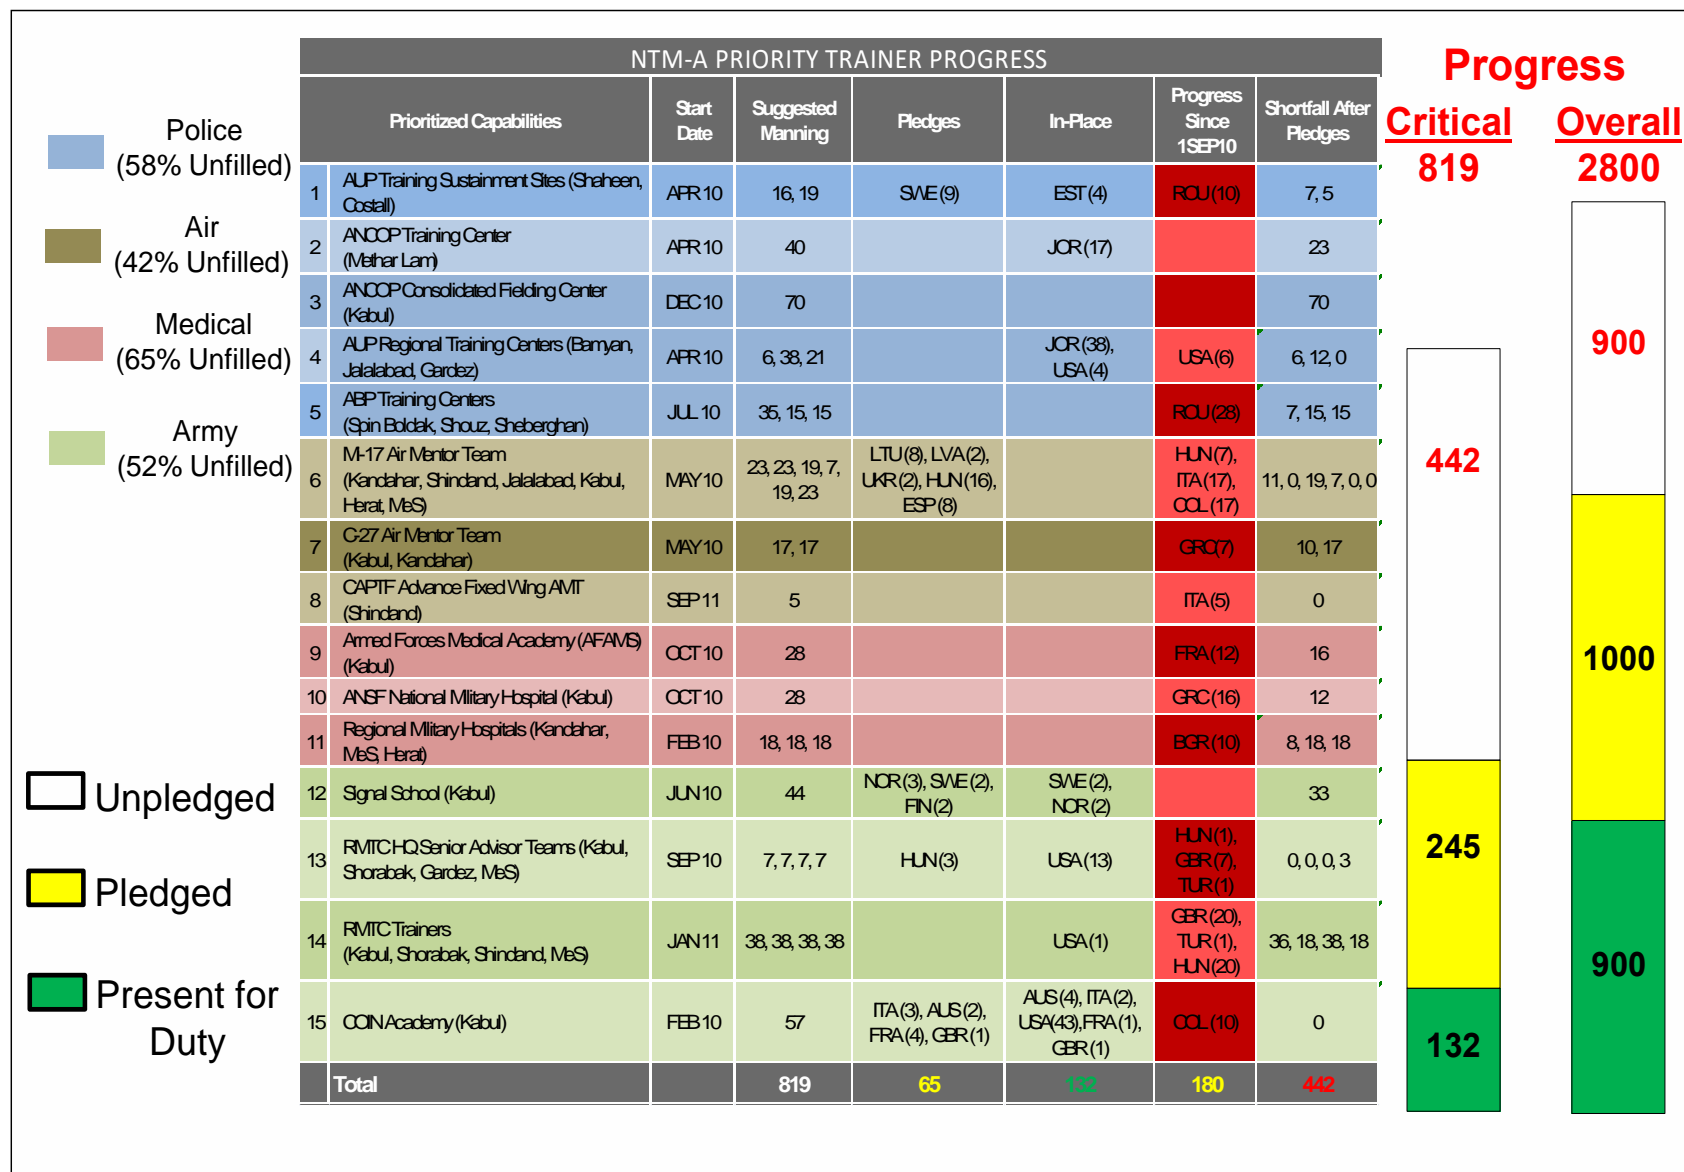 NTM-A PRIORITY TRAINER PROGRESS
Prioritized Capabilities
Start
Date
Suggested
Manning
Pledges
In-Place
Progress
Since
1SEP10
Shortfall After
Pledges
1
AUP Training Sustainment Sites (Shaheen,
Costall)
APR 10
16, 19
SWE (9)
EST (4)
ROU (10)
7, 5
2
ANCOP Training Center
(Methar Lam)
APR 10
40
JOR (17)
23
3
ANCOP Consolidated Fielding Center
(Kabul)
DEC 10
70
70
4
AUP Regional Training Centers (Bamyan,
Jalalabad, Gardez)
APR 10
6, 38, 21
JOR (38),
USA (4)
USA (6)
6, 12, 0
5
ABP Training Centers
(Spin Boldak, Shouz, Sheberghan)
JUL 10
35, 15, 15
ROU (28)
7, 15, 15
6
MI-17 Air Mentor Team
(Kandahar, Shindand, Jalalabad, Kabul,
Herat, MeS)
MAY 10
23, 23, 19, 7,
19, 23
LTU (8), LVA (2),
UKR (2), HUN (16),
ESP (8)
HUN (7),
ITA (17),
COL (17)
11, 0, 19, 7, 0, 0
7
C-27 Air Mentor Team
(Kabul, Kandahar)
MAY 10
17, 17
GRC(7)
10, 17
8
CAPTF Advance Fixed Wing AMT
(Shindand)
SEP 11
5
ITA (5)
0
9
Armed Forces Medical Academy (AFAMS)
(Kabul)
OCT 10
28
FRA (12)
16
10
ANSF National Military Hospital (Kabul)
OCT 10
28
GRC (16)
12
11
Regional Military Hospitals (Kandahar,
MeS, Herat)
FEB 10
18, 18, 18
BGR (10)
8, 18, 18
12
Signal School (Kabul)
JUN 10
44
NOR (3), SWE (2),
FIN (2)
SWE (2),
NOR (2)
33
13
RMTC HQ Senior Advisor Teams (Kabul,
Shorabak, Gardez, MeS)
SEP 10
7, 7, 7, 7
HUN (3)
USA (13)
HUN (1),
GBR (7),
TUR (1)
0, 0, 0, 3
14
RMTC Trainers
(Kabul, Shorabak, Shindand, MeS)
JAN 11
38, 38, 38, 38
USA (1)
GBR (20),
TUR (1),
HUN (20)
36, 18, 38, 18
15
COIN Academy (Kabul)
FEB 10
57
ITA (3), AUS (2),
FRA (4), GBR (1)
AUS (4), ITA (2),
USA(43),FRA (1),
GBR (1)
COL (10)
0
Total
819
65
132
180
442
Police
(58% Unfilled)
Air
(42% Unfilled)
Medical
(65% Unfilled)
Army
(52% Unfilled)
Unpledged
Pledged
Present for
Duty
Progress
Critical
819
442
245
132
Overall
2800
900
1000
900